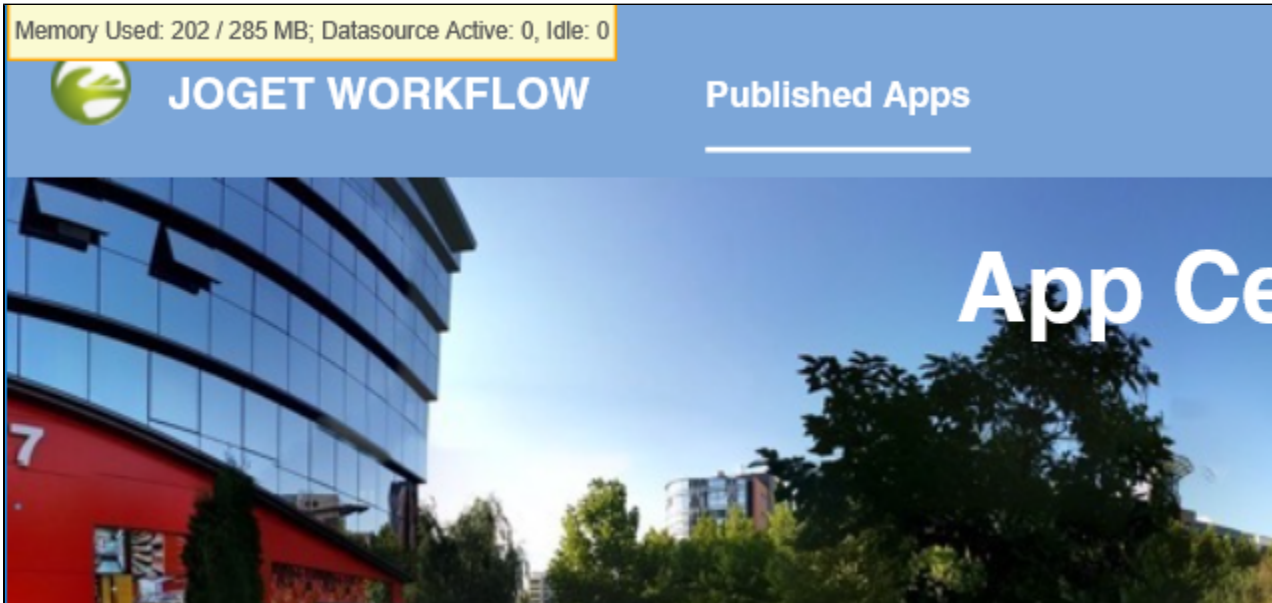 Memory Used: 202 / 285 MB; Datasource Active: 0, Idle: 0
JOGET WORKFLOW
Published Apps
App Ce
7